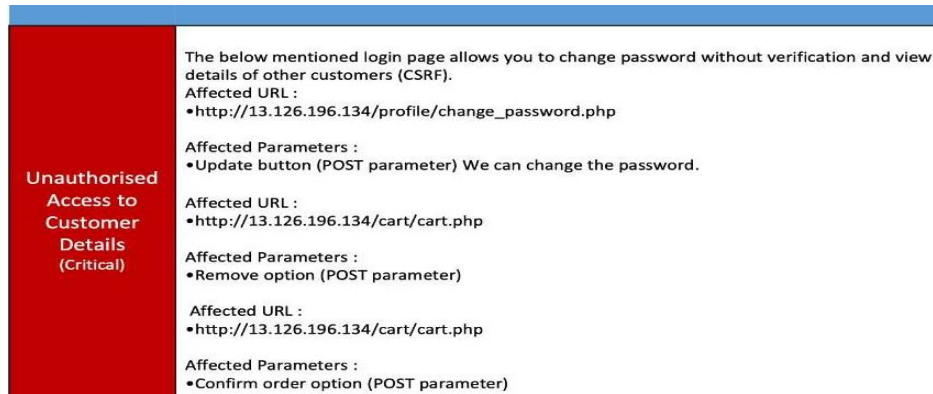 Unauthorised
Access to
Customer
Details
(Critical)
The below mentioned login page allows you to change password without verification and view
details of other customers (CSRF).
Affected URL :
•http://13.126.196.134/profile/change_password.php
Affected Parameters :
•Update button (POST parameter) We can change the password.
Affected URL :
•http://13.126.196.134/cart/cart.php
Affected Parameters :
•Remove option (POST parameter)
Affected URL :
•http://13.126.196.134/cart/cart.php
Affected Parameters :
•Confirm order option (POST parameter)